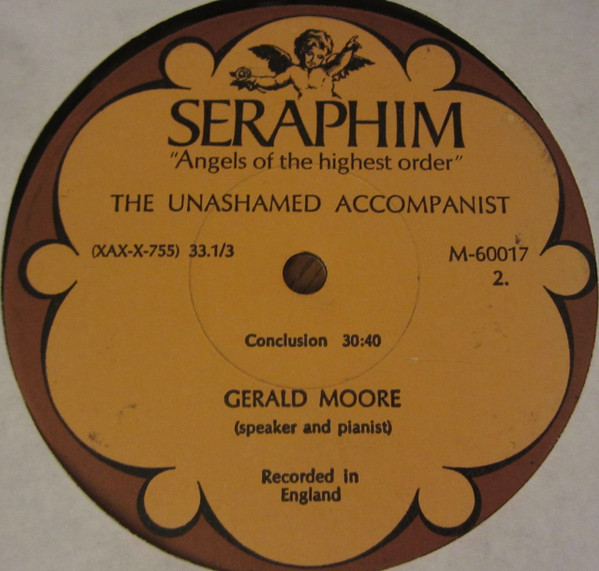 SERAPHIM
"Angels of the highest order"
THE UNASHAMED ACCOMPANIST
(XAX-X-755) 33.1/3 M-60017
2.
Conclusion 30:40
GERALD MOORE
(speaker and pianist)
Recorded in
England